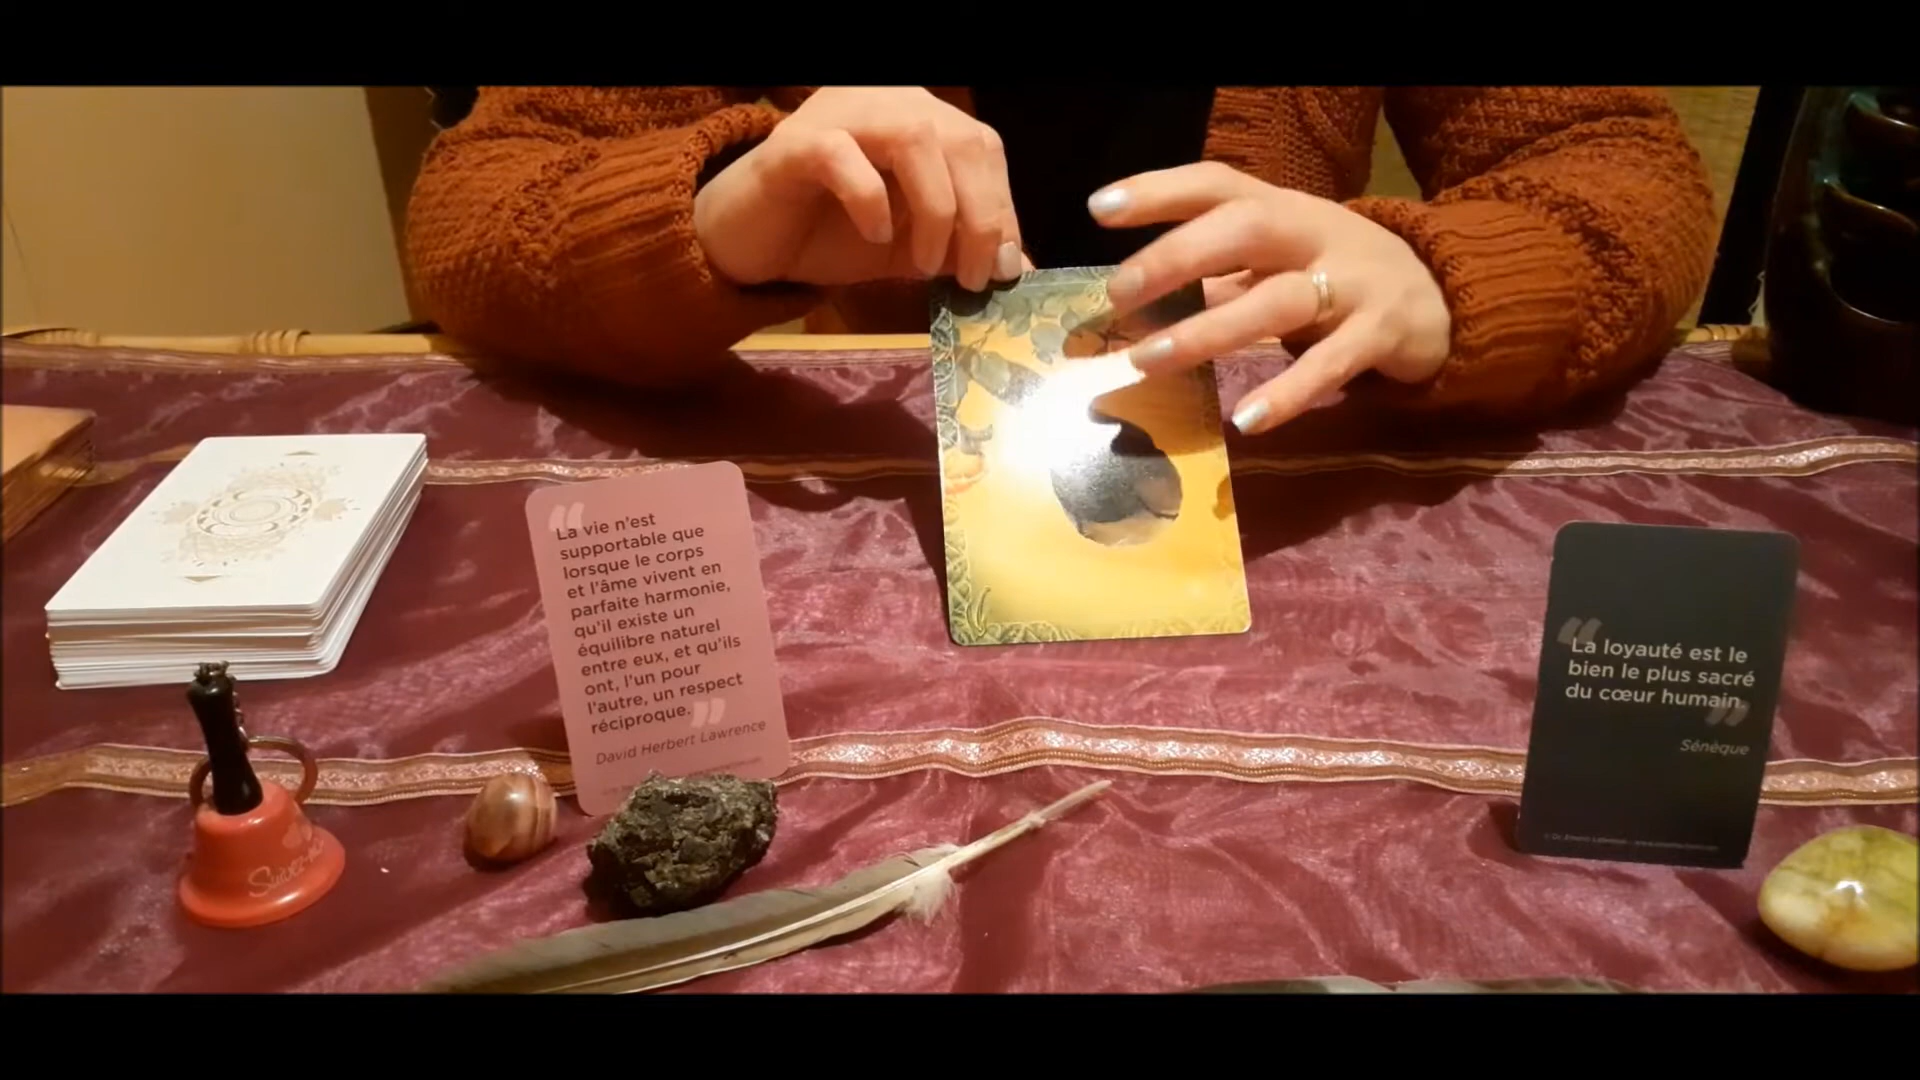 La vie n'est
supportable que
lorsque le corps
et l'âme vivent en
parfaite harmonie,
qu'il existe un
équilibre naturel
entre eux, et qu'ils
ont, l'un pour
l'autre, un respect
réciproque.
David Herbert Lawrence
La loyauté est le
bien le plus sacré
du cœur humain.
Sénèque